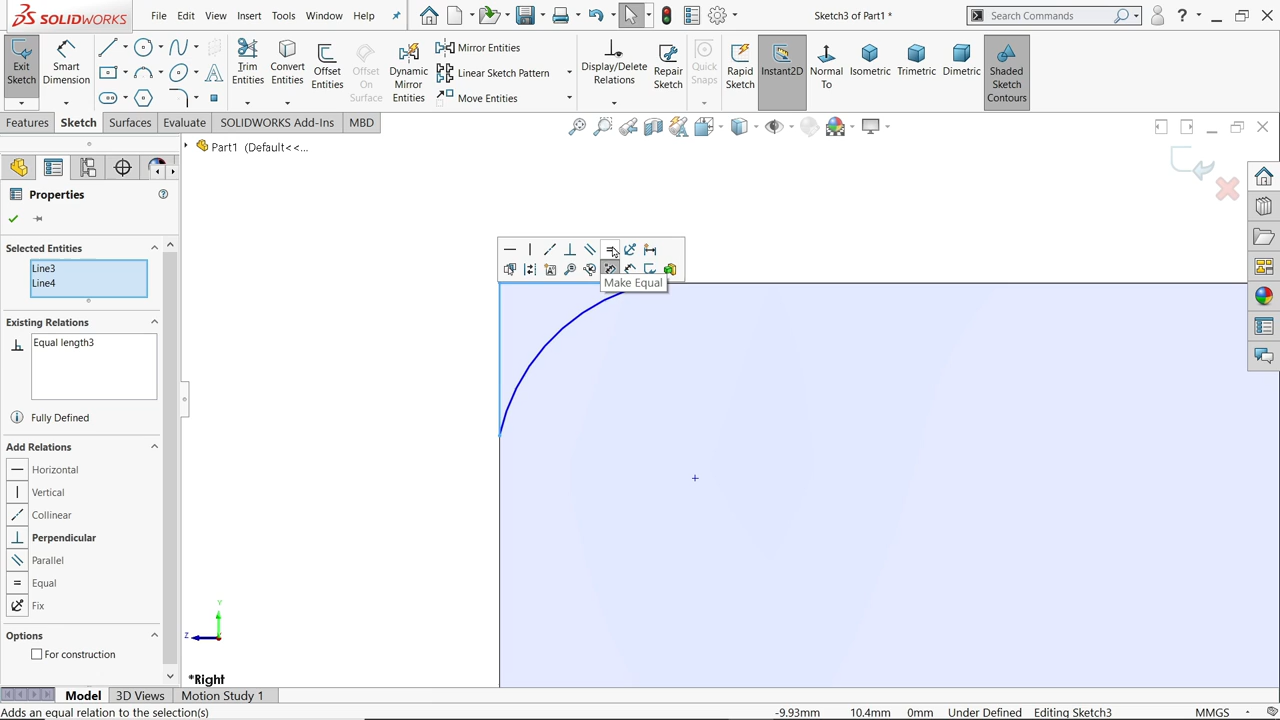 SOLIDWORKS
File Edit View Insert Tools Window Help
Sketch3 of Part1 *
Search Commands
?
Exit Sketch
Smart Dimension
Trim Entities
Convert Entities
Offset Entities
Offset On Surface
Dynamic Mirror Entities
Mirror Entities
Linear Sketch Pattern
Move Entities
Display/Delete Relations
Repair Sketch
Quick Snaps
Rapid Sketch
Instant2D
Normal To
Isometric
Trimetric
Dimetric
Shaded Sketch Contours
Features Sketch Surfaces Evaluate SOLIDWORKS Add-Ins MBD
Part1 (Default<<...
Properties
Selected Entities
Line3
Line4
Make Equal
Existing Relations
Equal length3
Fully Defined
Add Relations
Horizontal
Vertical
Collinear
Perpendicular
Parallel
Equal
Fix
Options
For construction
Y
Z
*Right
Model 3D Views Motion Study 1
Adds an equal relation to the selection(s)
-9.93mm 10.4mm 0mm Under Defined Editing Sketch3 MMGS